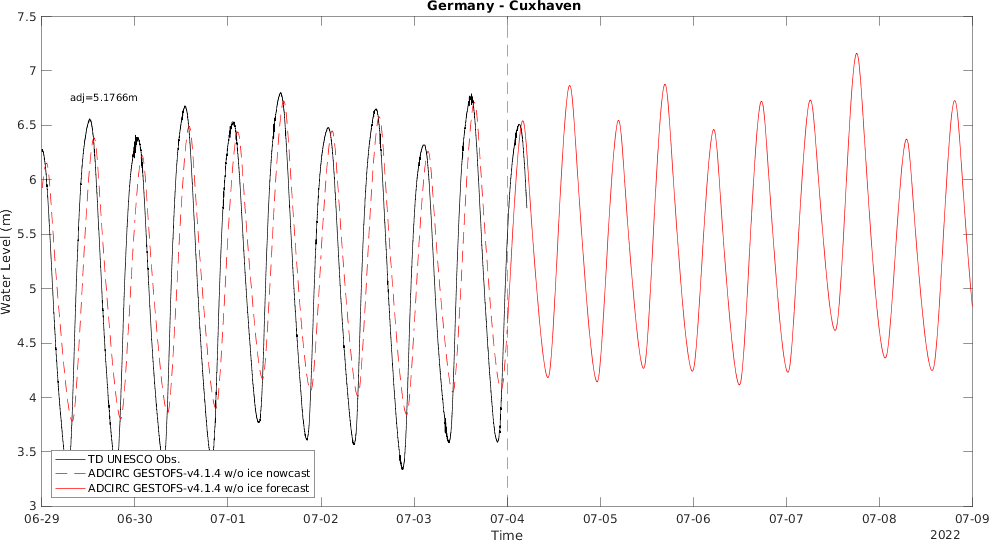 Germany - Cuxhaven
7.5
7
6.5
6
5.5
5
4.5
4
3.5
3
Water Level (m)
adj=5.1766m
TD UNESCO Obs.
ADCIRC GESTOFS-v4.1.4 w/o ice nowcast
ADCIRC GESTOFS-v4.1.4 w/o ice forecast
06-29 06-30 07-01 07-02 07-03 07-04 07-05 07-06 07-07 07-08 07-09
Time
2022